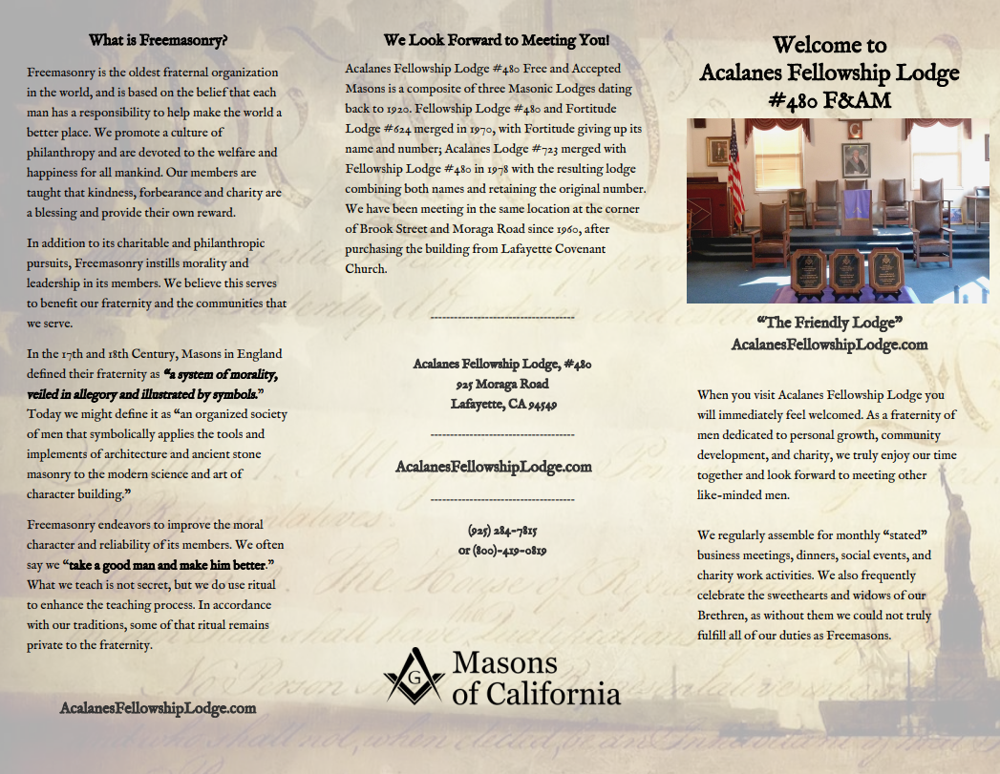 What is Freemasonry?
Freemasonry is the oldest fraternal organization
in the world, and is based on the belief that each
man has a responsibility to help make the world a
better place. We promote a culture of
philanthropy and are devoted to the welfare and
happiness for all mankind. Our members are
taught that kindness, forbearance and charity are
a blessing and provide their own reward.
In addition to its charitable and philanthropic
pursuits, Freemasonry instills morality and
leadership in its members. We believe this serves
to benefit our fraternity and the communities that
we serve.
In the 17th and 18th Century, Masons in England
defined their fraternity as “a system of morality,
veiled in allegory and illustrated by symbols.”
Today we might define it as “an organized society
of men that symbolically applies the tools and
implements of architecture and ancient stone
masonry to the modern science and art of
character building.”
Freemasonry endeavors to improve the moral
character and reliability of its members. We often
say we “take a good man and make him better.”
What we teach is not secret, but we do use ritual
to enhance the teaching process. In accordance
with our traditions, some of that ritual remains
private to the fraternity.
AcalanesFellowshipLodge.com
We Look Forward to Meeting You!
Acalanes Fellowship Lodge #480 Free and Accepted
Masons is a composite of three Masonic Lodges dating
back to 1920. Fellowship Lodge #480 and Fortitude
Lodge #624 merged in 1970, with Fortitude giving up its
name and number; Acalanes Lodge #723 merged with
Fellowship Lodge #480 in 1978 with the resulting lodge
combining both names and retaining the original number.
We have been meeting in the same location at the corner
of Brook Street and Moraga Road since 1960, after
purchasing the building from Lafayette Covenant
Church.
-------------------------------------
Acalanes Fellowship Lodge, #480
925 Moraga Road
Lafayette, CA 94549
-------------------------------------
AcalanesFellowshipLodge.com
-------------------------------------
(925) 284-7815
or (800)-419-0819
G
Masons
of California
Welcome to
Acalanes Fellowship Lodge
#480 F&AM
G
“The Friendly Lodge”
AcalanesFellowshipLodge.com
When you visit Acalanes Fellowship Lodge you
will immediately feel welcomed. As a fraternity of
men dedicated to personal growth, community
development, and charity, we truly enjoy our time
together and look forward to meeting other
like-minded men.
We regularly assemble for monthly “stated”
business meetings, dinners, social events, and
charity work activities. We also frequently
celebrate the sweethearts and widows of our
Brethren, as without them we could not truly
fulfill all of our duties as Freemasons.